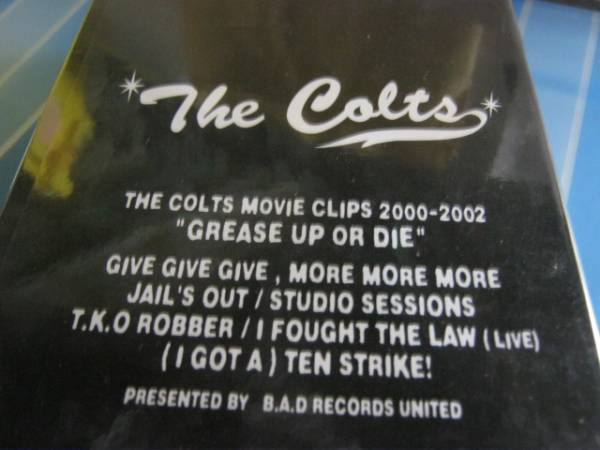 The Colts
THE COLTS MOVIE CLIPS 2000-2002
"GREASE UP OR DIE"
GIVE GIVE GIVE , MORE MORE MORE
JAIL'S OUT / STUDIO SESSIONS
T.K.O ROBBER / I FOUGHT THE LAW ( LIVE)
( I GOT A ) TEN STRIKE!
PRESENTED BY B.A.D RECORDS UNITED